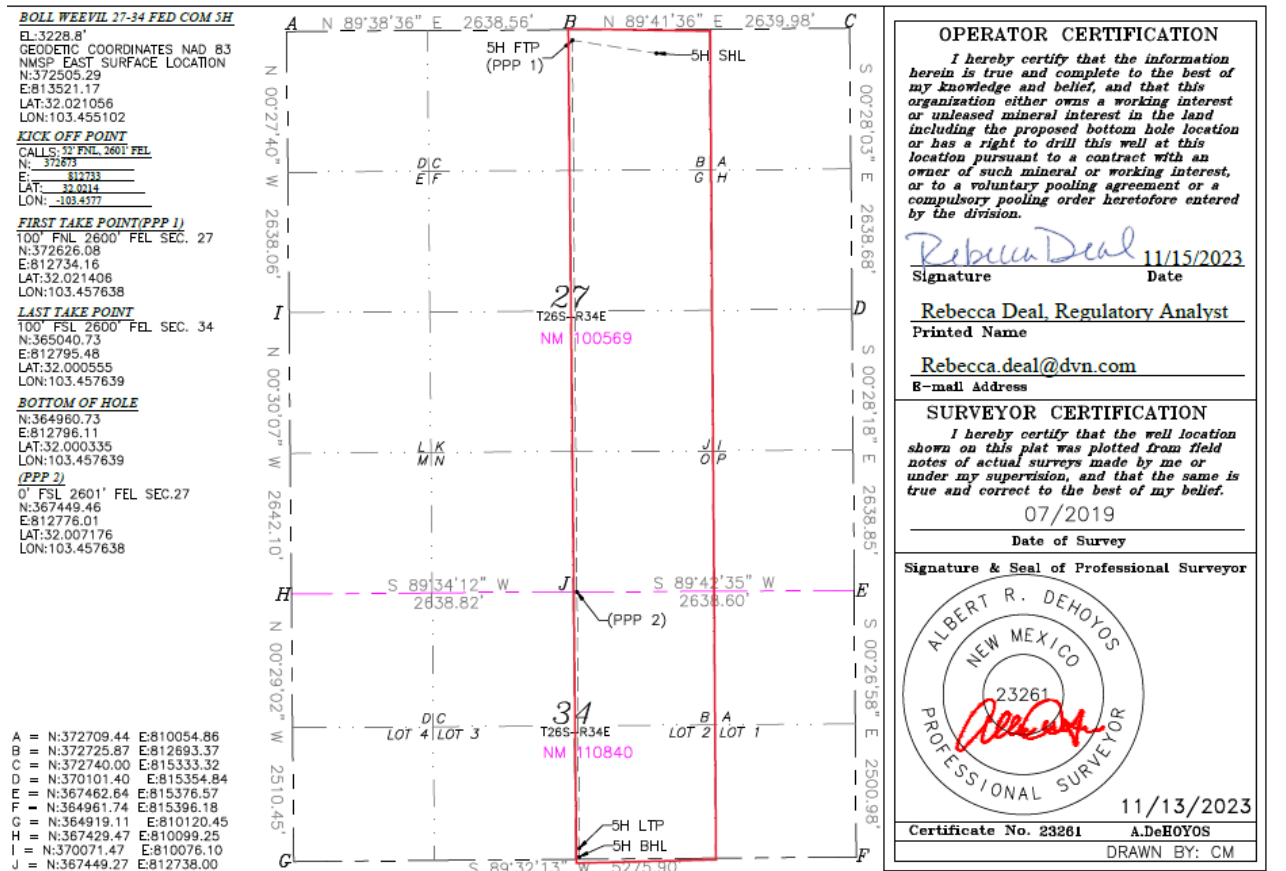 BOLL WEEVIL 27-34 FED COM 5H
EL:3228.8'
GEODETIC COORDINATES NAD 83
NMSP EAST SURFACE LOCATION
N:372505.29
E:813521.17
LAT:32.021056
LON:103.455102
KICK OFF POINT
CALLS: 52' FNL, 2601' FEL
N: 372673
E: 812733
LAT: 32.0214
LON: -103.4577
FIRST TAKE POINT(PPP 1)
100' FNL 2600' FEL SEC. 27
N:372626.08
E:812734.16
LAT:32.021406
LON:103.457638
LAST TAKE POINT
100' FSL 2600' FEL SEC. 34
N:365040.73
E:812795.48
LAT:32.000555
LON:103.457639
BOTTOM OF HOLE
N:364960.73
E:812796.11
LAT:32.000335
LON:103.457639
(PPP 2)
0' FSL 2601' FEL SEC.27
N:367449.46
E:812776.01
LAT:32.007176
LON:103.457638
A = N:372709.44 E:810054.86
B = N:372725.87 E:812693.37
C = N:372740.00 E:815333.32
D = N:370101.40 E:815354.84
E = N:367462.64 E:815376.57
F = N:364961.74 E:815396.18
G = N:364919.11 E:810120.45
H = N:367429.47 E:810099.25
I = N:370071.47 E:810076.10
J = N:367449.27 E:812738.00
A N 89°38'36" E 2638.56' B N 89°41'36" E 2639.98' C
5H FTP
(PPP 1)
5H SHL
N 00°27'40" W 2638.06'
S 00°28'03" E 2638.68'
D C
E F
B A
G H
I
27
T26S-R34E
NM 100569
D
N 00°30'07" W 2642.10'
S 00°28'18" E 2638.85'
L K
M N
J I
O P
H
S 89°34'12" W
2638.82'
J
S 89°42'35" W
2638.60'
E
(PPP 2)
N 00°29'02" W 2510.45'
S 00°26'58" E 2500.98'
D C
LOT 4 LOT 3
34
T26S-R34E
NM 110840
B A
LOT 2 LOT 1
5H LTP
5H BHL
G
S 89°32'13" W 5275.90'
F
OPERATOR CERTIFICATION
I hereby certify that the information
herein is true and complete to the best of
my knowledge and belief, and that this
organization either owns a working interest
or unleased mineral interest in the land
including the proposed bottom hole location
or has a right to drill this well at this
location pursuant to a contract with an
owner of such mineral or working interest,
or to a voluntary pooling agreement or a
compulsory pooling order heretofore entered
by the division.
Rebecca Deal 11/15/2023
Signature Date
Rebecca Deal, Regulatory Analyst
Printed Name
Rebecca.deal@dvn.com
E-mail Address
SURVEYOR CERTIFICATION
I hereby certify that the well location
shown on this plat was plotted from field
notes of actual surveys made by me or
under my supervision, and that the same is
true and correct to the best of my belief.
07/2019
Date of Survey
Signature & Seal of Professional Surveyor
ALBERT R. DEHOYOS
NEW MEXICO
23261
PROFESSIONAL SURVEYOR
11/13/2023
Certificate No. 23261 A.DeHOYOS
DRAWN BY: CM